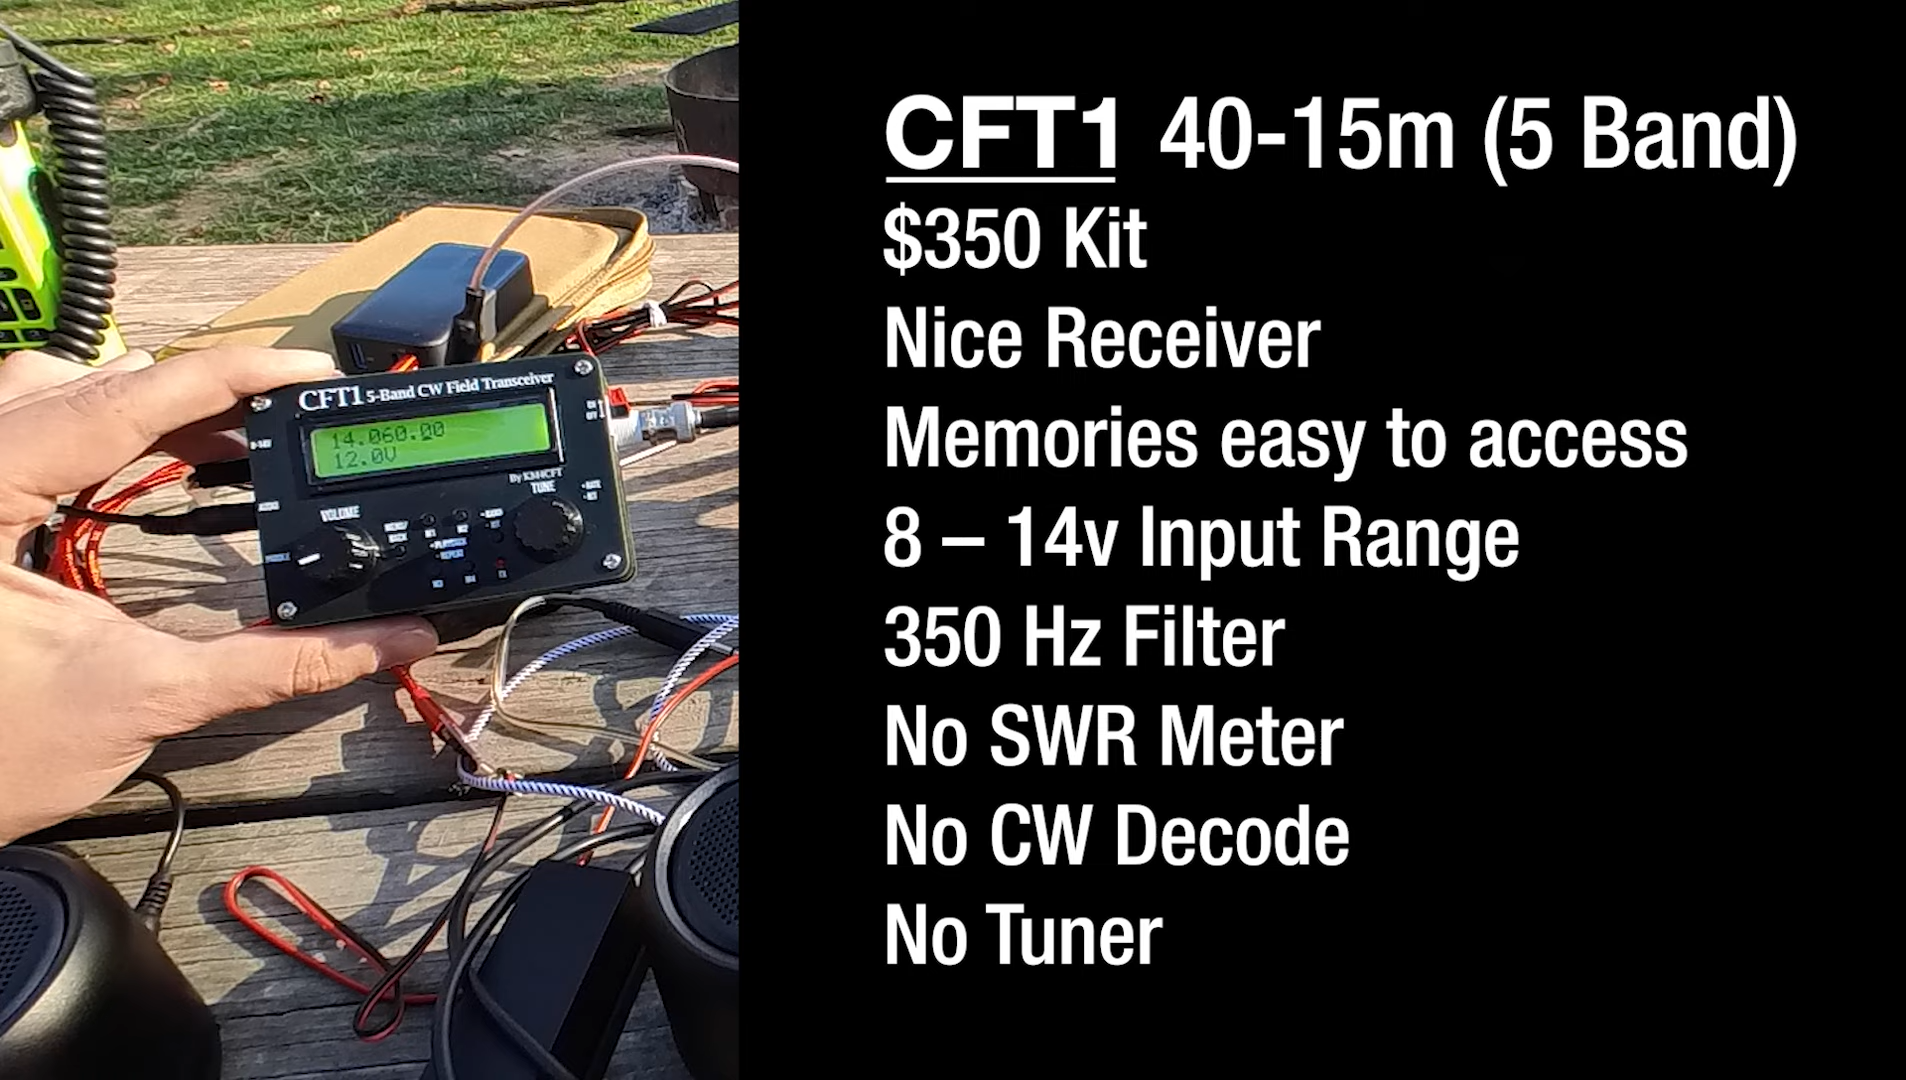 CFT1 40-15m (5 Band)
$350 Kit
Nice Receiver
Memories easy to access
8 – 14v Input Range
350 Hz Filter
No SWR Meter
No CW Decode
No Tuner
CFT1 5-Band CW Field Transceiver
14.060.00
12.0V
By KM4CFT
VOLUME
TUNE